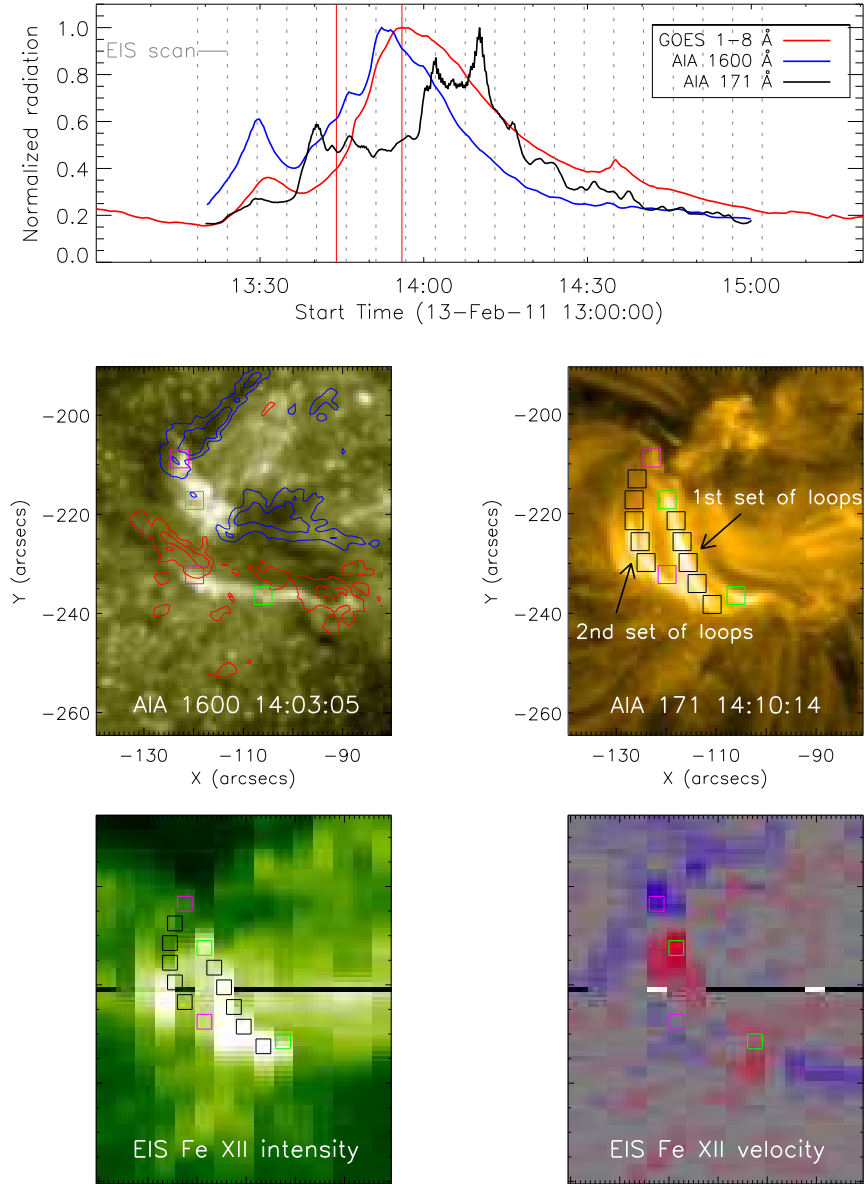 EIS scan
GOES 1-8 Å
AIA 1600 Å
AIA 171 Å
Normalized radiation
1.0
0.8
0.6
0.4
0.2
0.0
13:30
14:00
14:30
15:00
Start Time (13-Feb-11 13:00:00)
Y (arcsecs)
-200
-220
-240
-260
AIA 1600 14:03:05
-130
-110
-90
X (arcsecs)
Y (arcsecs)
-200
-220
-240
-260
1st set of loops
2nd set of loops
AIA 171 14:10:14
-130
-110
-90
X (arcsecs)
EIS Fe XII intensity
EIS Fe XII velocity